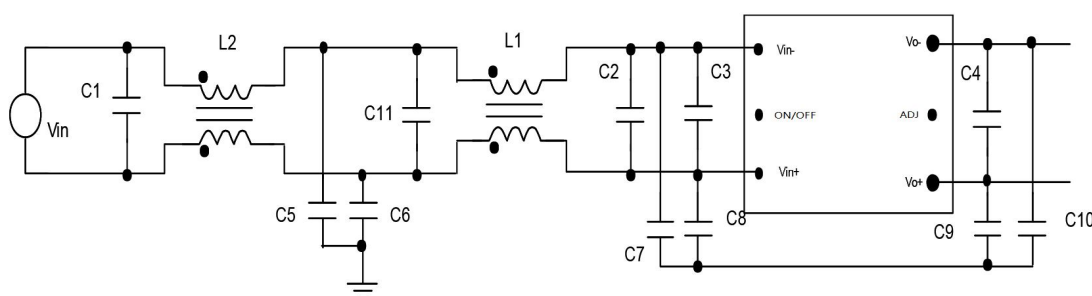 L2
L1
Vin-
Vo-
C2
C3
C4
C1
Vin
C11
ON/OFF
ADJ
Vin+
Vo+
C5
C6
C7
C8
C9
C10